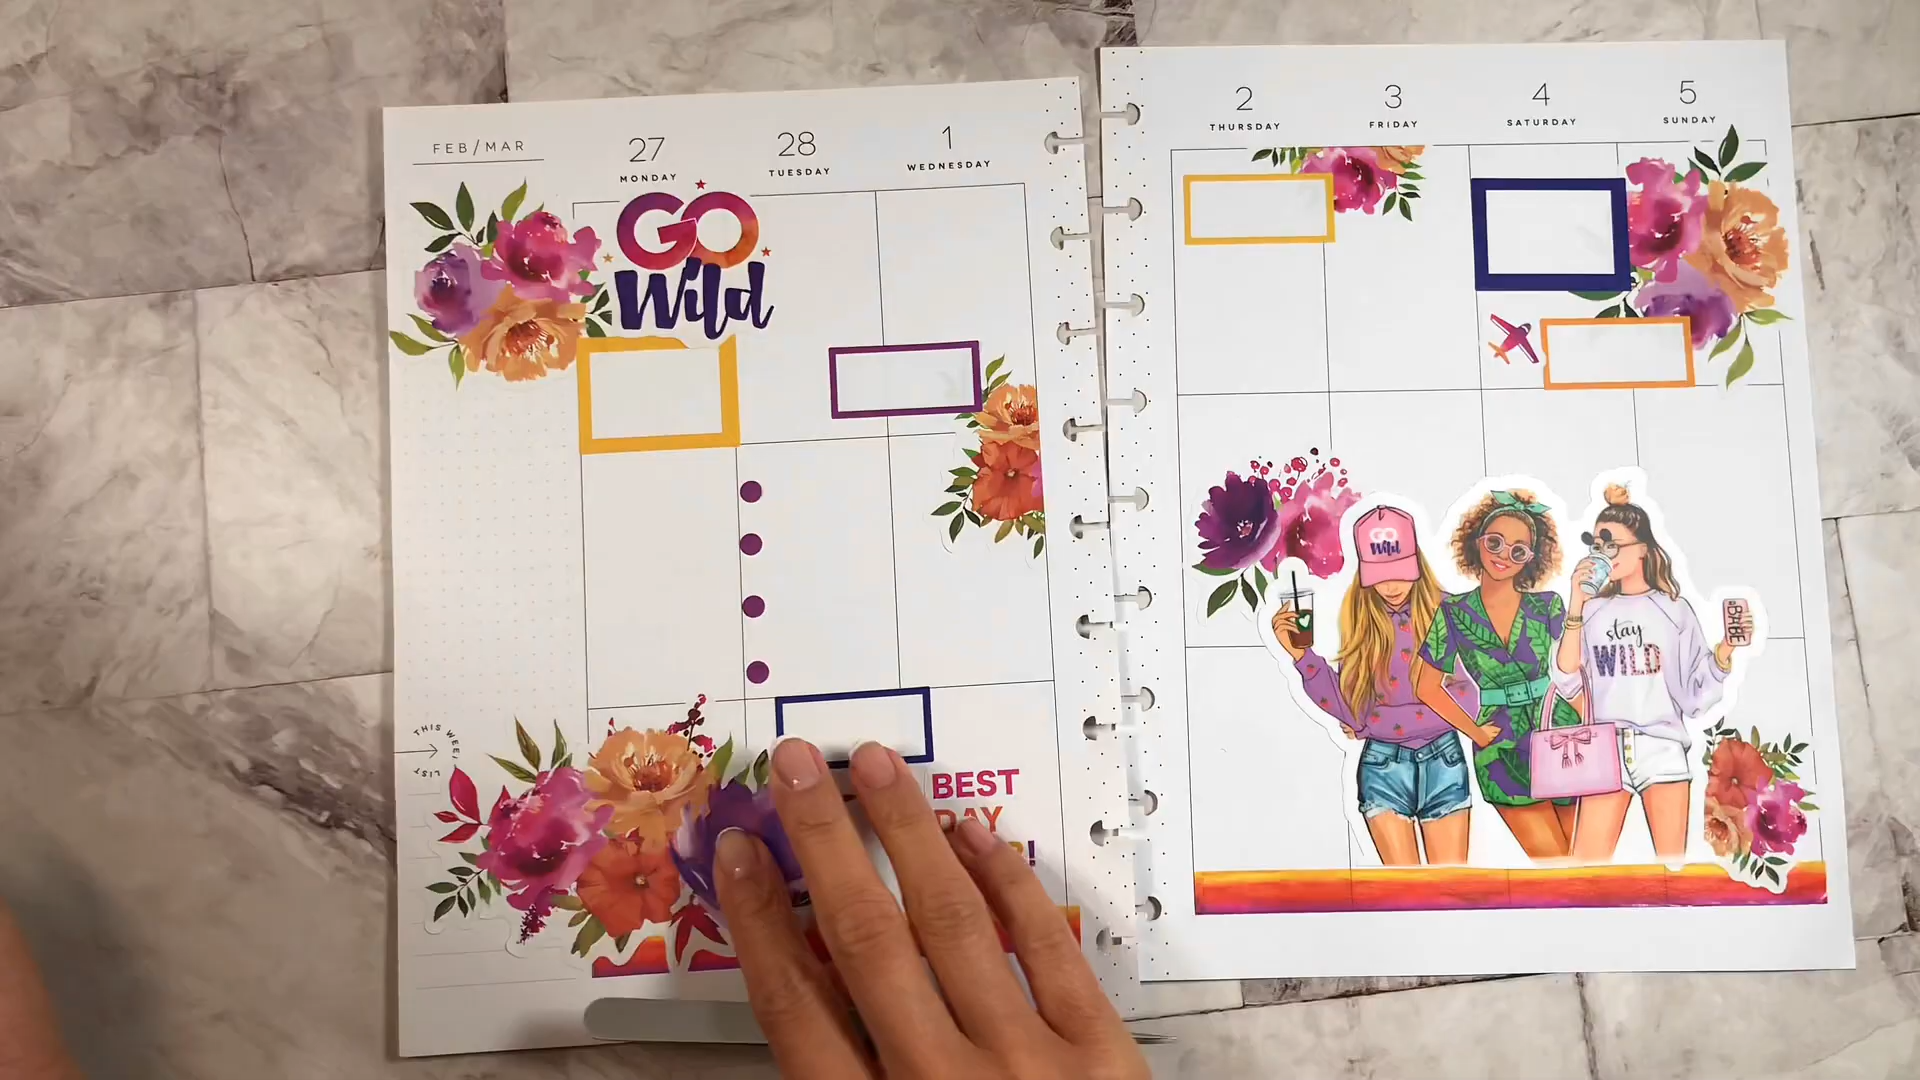 FEB/MAR
27
MONDAY
28
TUESDAY
1
WEDNESDAY
2
THURSDAY
3
FRIDAY
4
SATURDAY
5
SUNDAY
GO
Wild
GO
Wild
stay
WILD
BABE
THIS WEEK
LIST
BEST
DAY
!